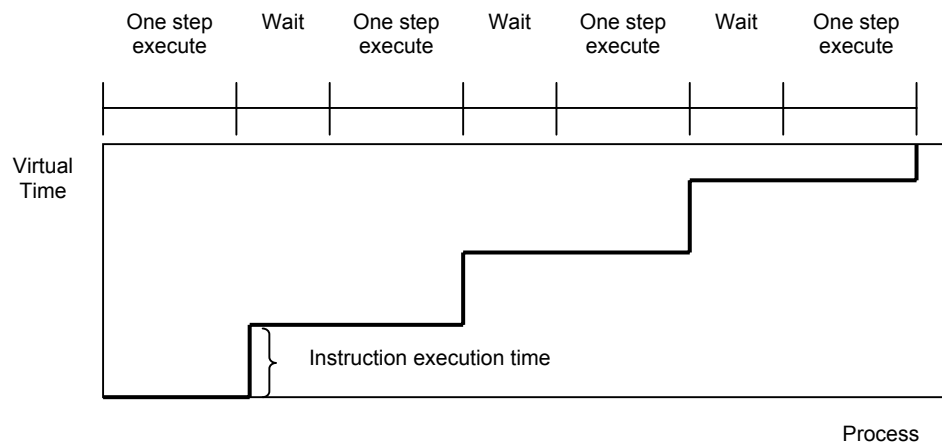 One step Wait One step Wait One step Wait One step
execute execute execute execute
Virtual
Time
Instruction execution time
Process